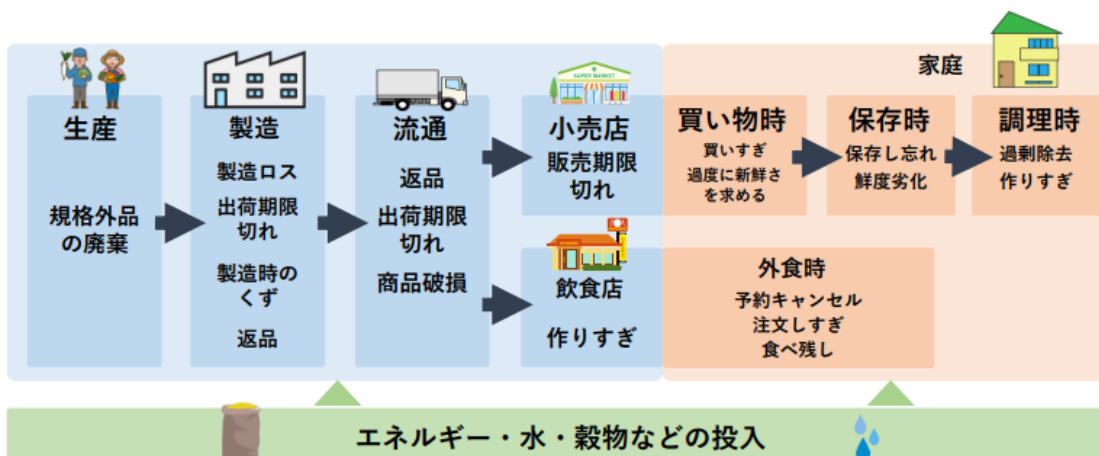 家庭
生産
規格外品
の廃棄
製造
製造ロス
出荷期限
切れ
製造時の
くず
返品
流通
返品
出荷期限
切れ
商品破損
SUPER MARKET
小売店
販売期限
切れ
飲食店
作りすぎ
買い物時
買いすぎ
過度に新鮮さ
を求める
保存時
保存し忘れ
鮮度劣化
調理時
過剰除去
作りすぎ
外食時
予約キャンセル
注文しすぎ
食べ残し
エネルギー・水・穀物などの投入